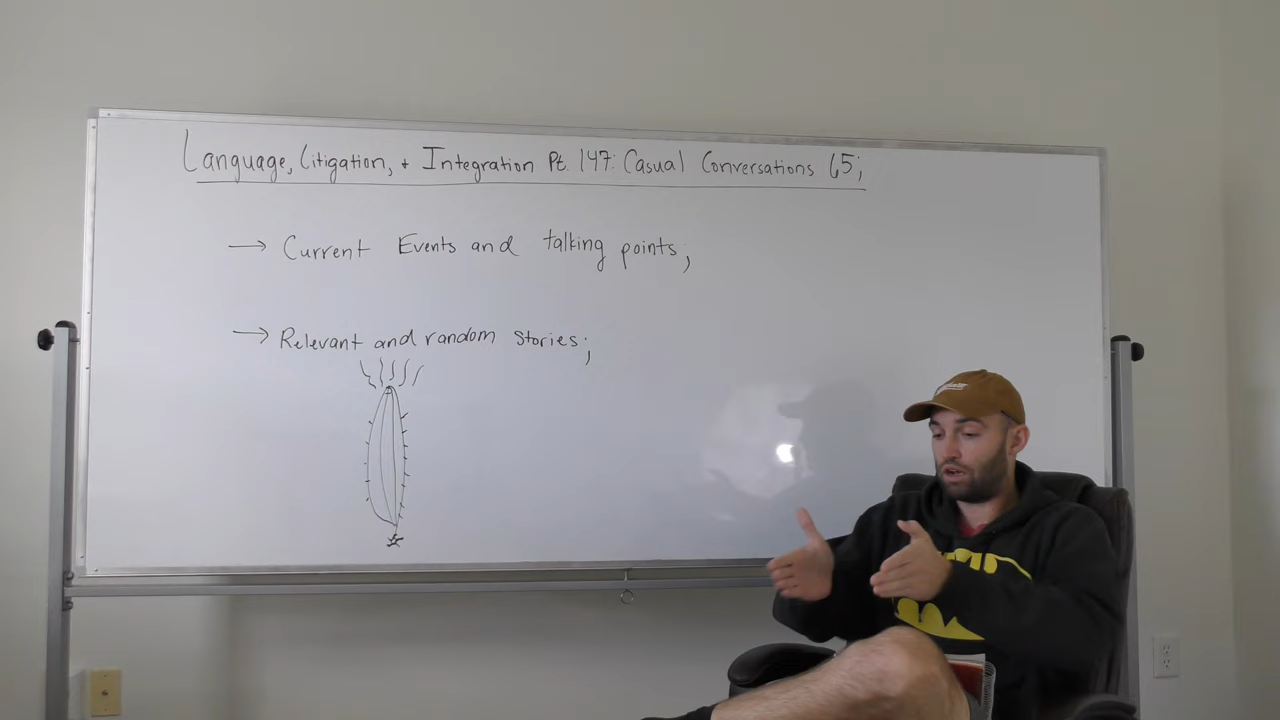 Language, Litigation, + Integration Pt. 147: Casual Conversations 65;
→ Current Events and talking points;
→ Relevant and random stories;